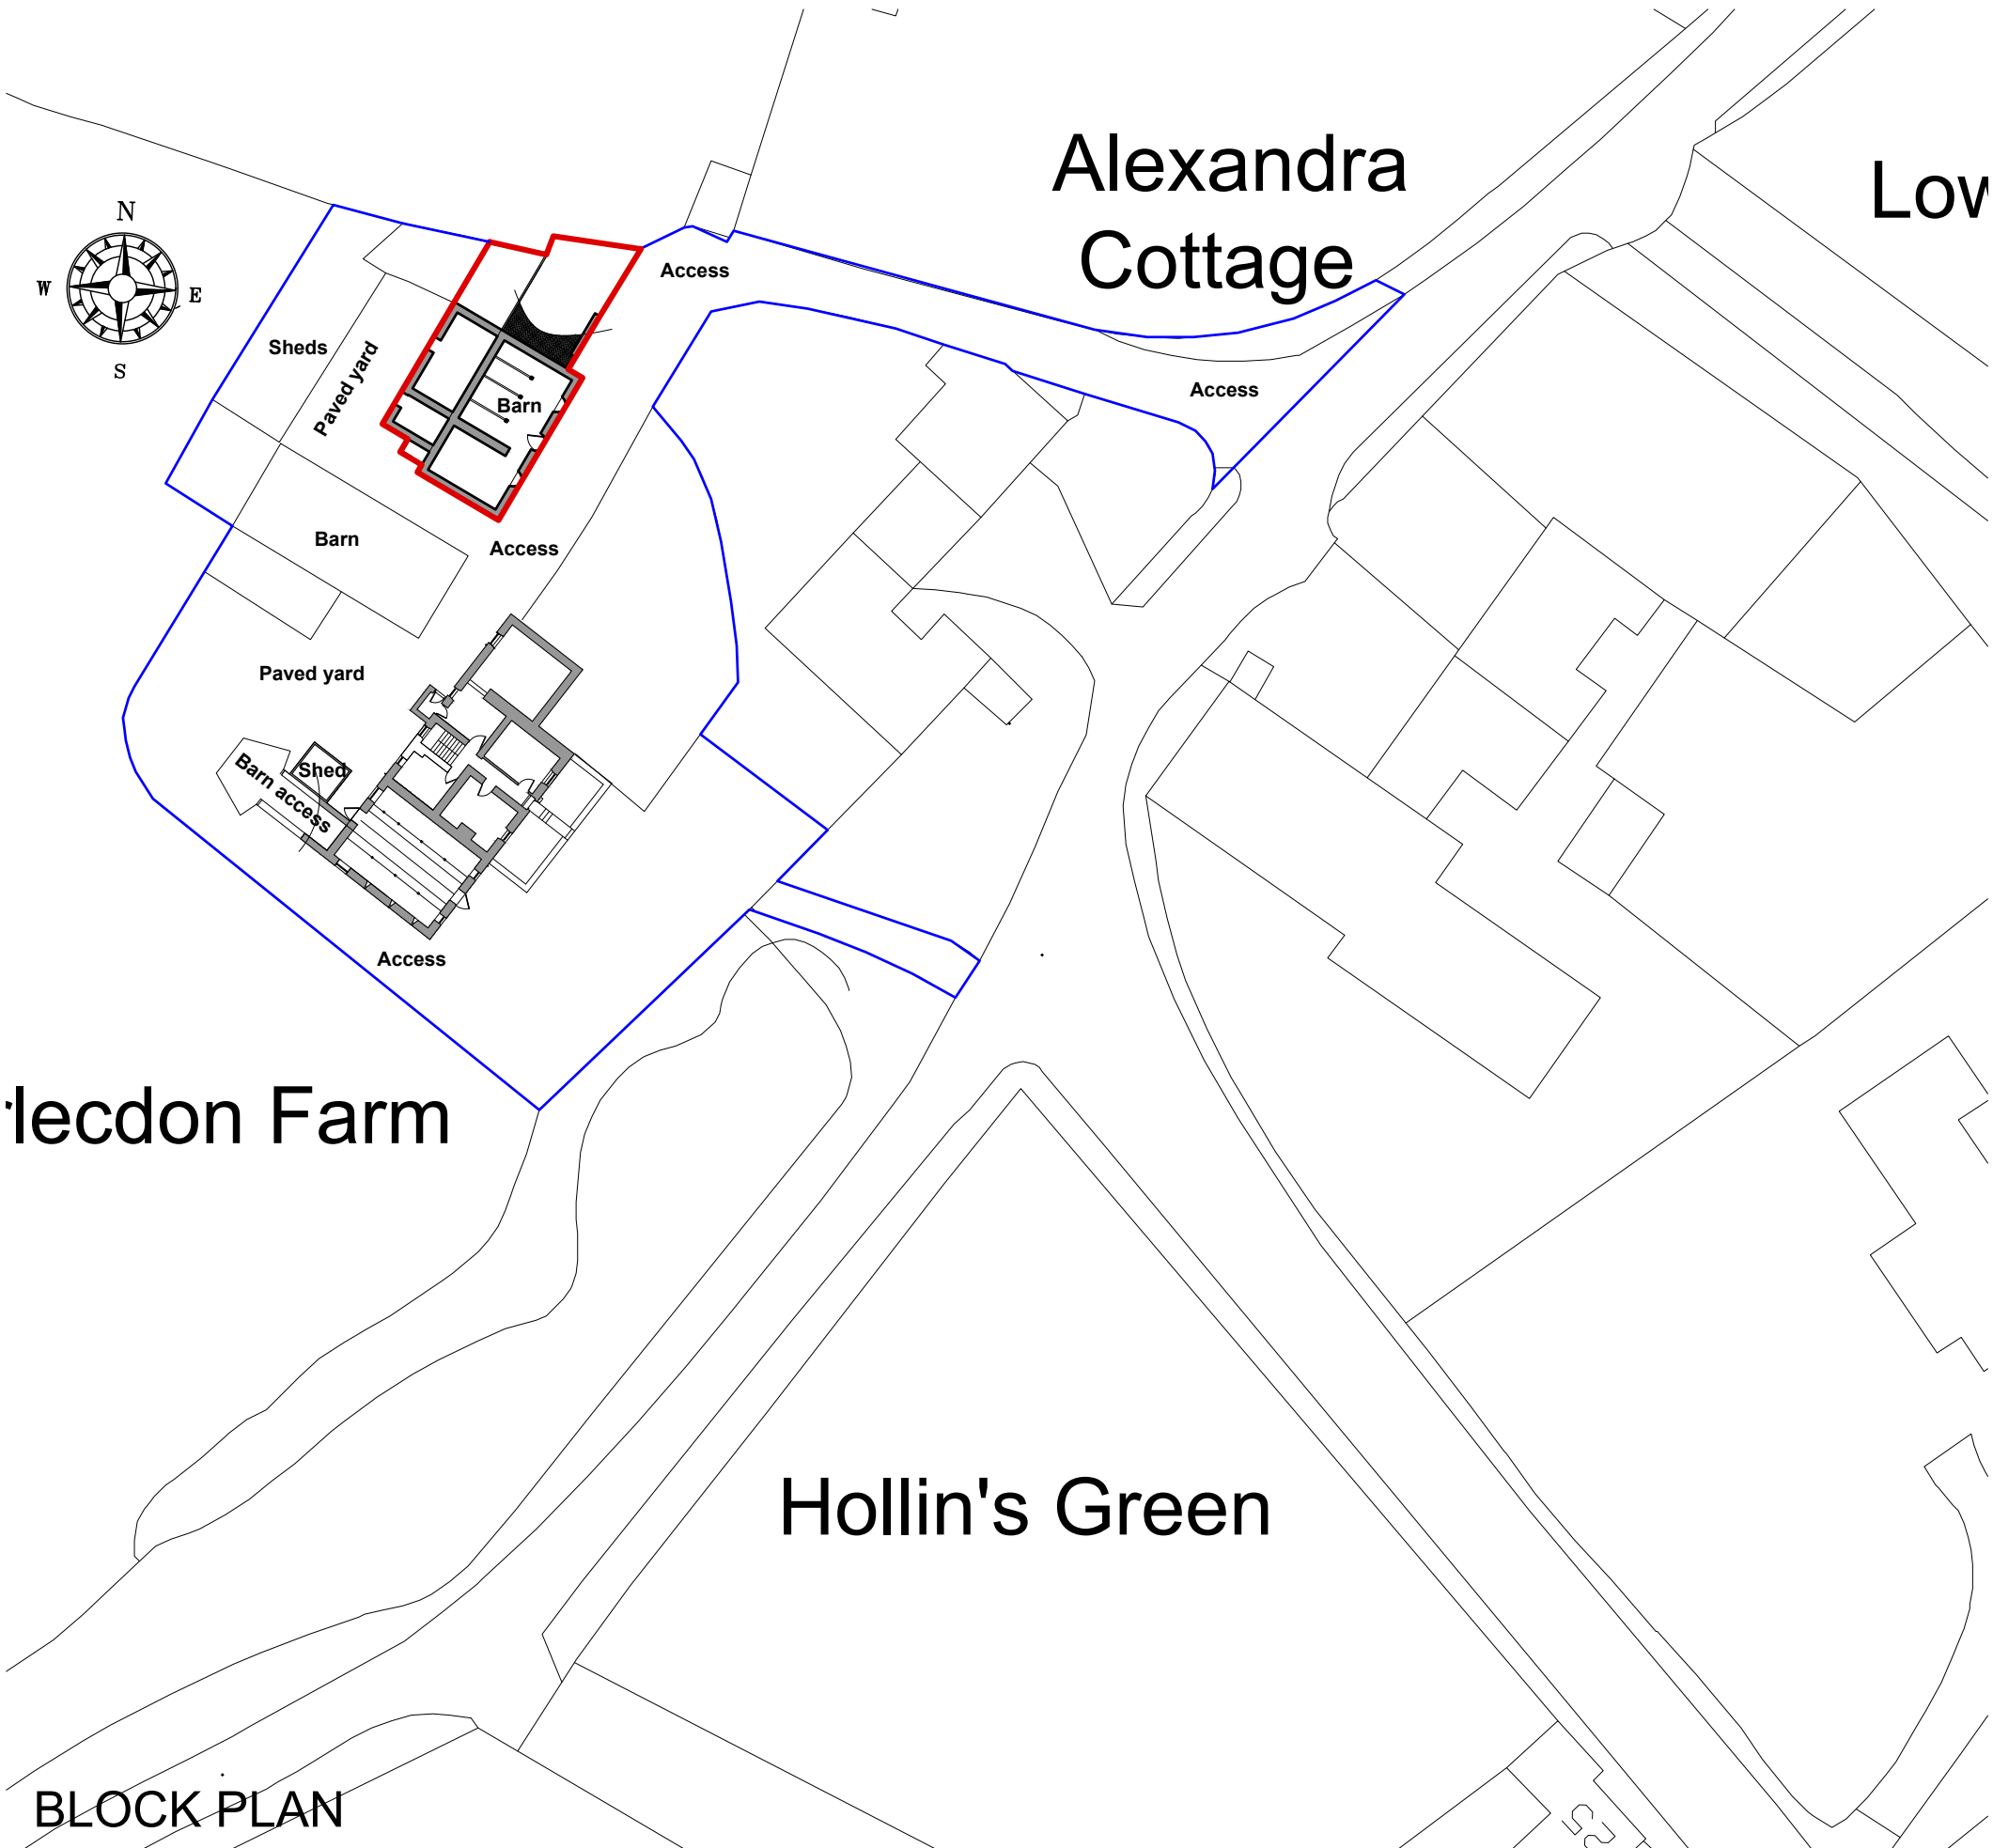 Alexandra
Cottage
Low
N
W
E
S
Access
Sheds
Paved yard
Barn
Access
Barn
Access
Paved yard
Shed
Barn access
Access
lecdon Farm
Hollin's Green
BLOCK PLAN